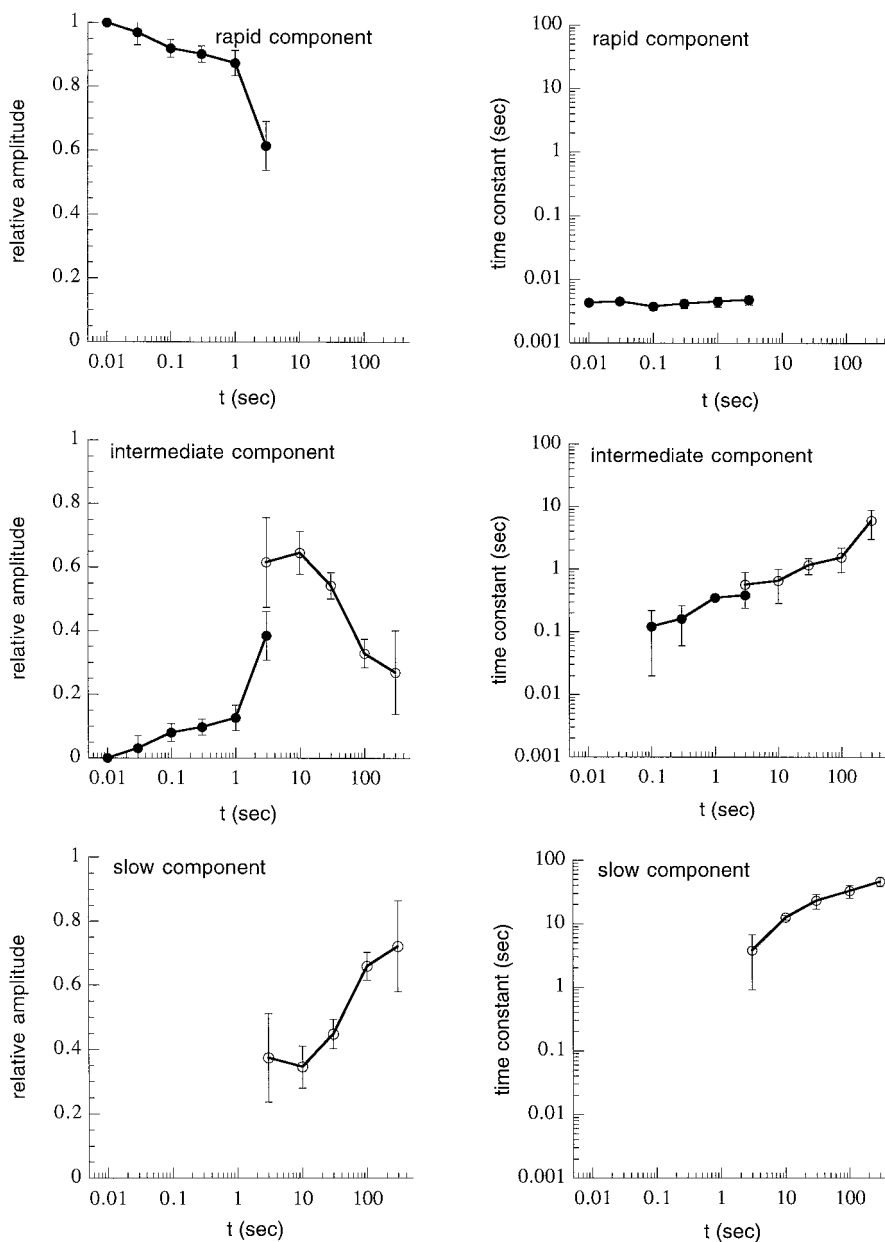 1
rapid component
0.8
0.6
0.4
0.2
0
relative amplitude
0.01 0.1 1 10 100
t (sec)
100
rapid component
10
1
0.1
0.01
0.001
time constant (sec)
0.01 0.1 1 10 100
t (sec)
1
intermediate component
0.8
0.6
0.4
0.2
0
relative amplitude
0.01 0.1 1 10 100
t (sec)
100
intermediate component
10
1
0.1
0.01
0.001
time constant (sec)
0.01 0.1 1 10 100
t (sec)
1
slow component
0.8
0.6
0.4
0.2
0
relative amplitude
0.01 0.1 1 10 100
t (sec)
100
slow component
10
1
0.1
0.01
0.001
time constant (sec)
0.01 0.1 1 10 100
t (sec)